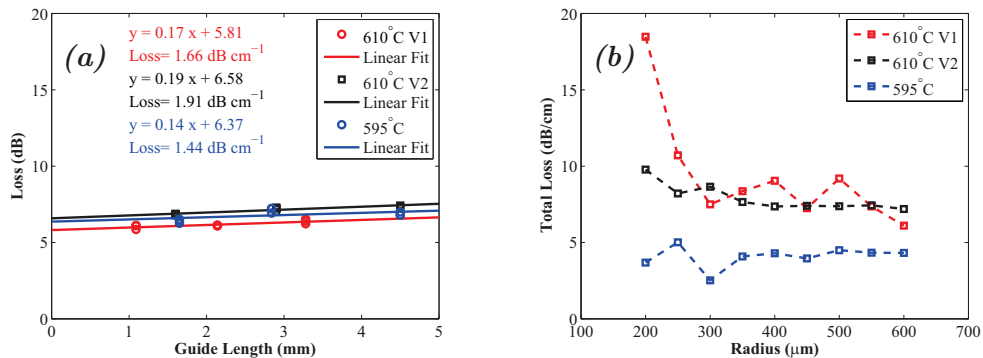 (a)
y = 0.17 x + 5.81
Loss= 1.66 dB cm⁻¹
y = 0.19 x + 6.58
Loss= 1.91 dB cm⁻¹
y = 0.14 x + 6.37
Loss= 1.44 dB cm⁻¹
610°C V1
Linear Fit
610°C V2
Linear Fit
595°C
Linear Fit
20
15
10
5
0
Loss (dB)
0 1 2 3 4 5
Guide Length (mm)
(b)
610°C V1
610°C V2
595°C
20
15
10
5
0
Total Loss (dB/cm)
100 200 300 400 500 600 700
Radius (μm)